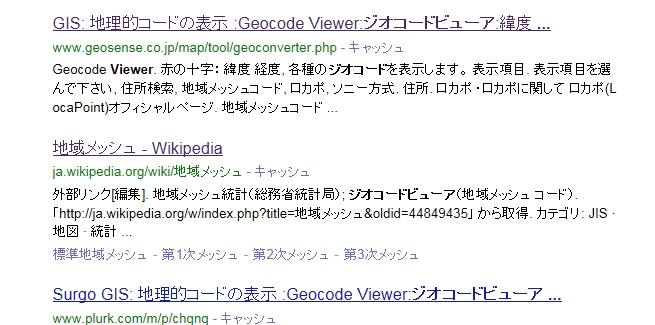 GIS: 地理的コードの表示 :Geocode Viewer:ジオコードビューア:緯度 ...
www.geosense.co.jp/map/tool/geoconverter.php - キャッシュ
Geocode Viewer. 赤の十字: 緯度 経度, 各種のジオコードを表示します。 表示項目. 表示項目を選
んで下さい, 住所検索, 地域メッシュコード, ロカポ, ソニー方式. 住所. ロカポ・ロカポに関して ロカポ(L
ocaPoint)オフィシャルページ. 地域メッシュコード ...
地域メッシュ - Wikipedia
ja.wikipedia.org/wiki/地域メッシュ - キャッシュ
外部リンク[編集]. 地域メッシュ統計(総務省統計局); ジオコードビューア(地域メッシュ コード).
「http://ja.wikipedia.org/w/index.php?title=地域メッシュ&oldid=44849435」 から取得. カテゴリ: JIS ·
地図 · 統計 ...
標準地域メッシュ - 第1次メッシュ - 第2次メッシュ - 第3次メッシュ
Surgo GIS: 地理的コードの表示 :Geocode Viewer:ジオコードビューア ...
www.plurk.com/m/p/chqnq - キャッシュ